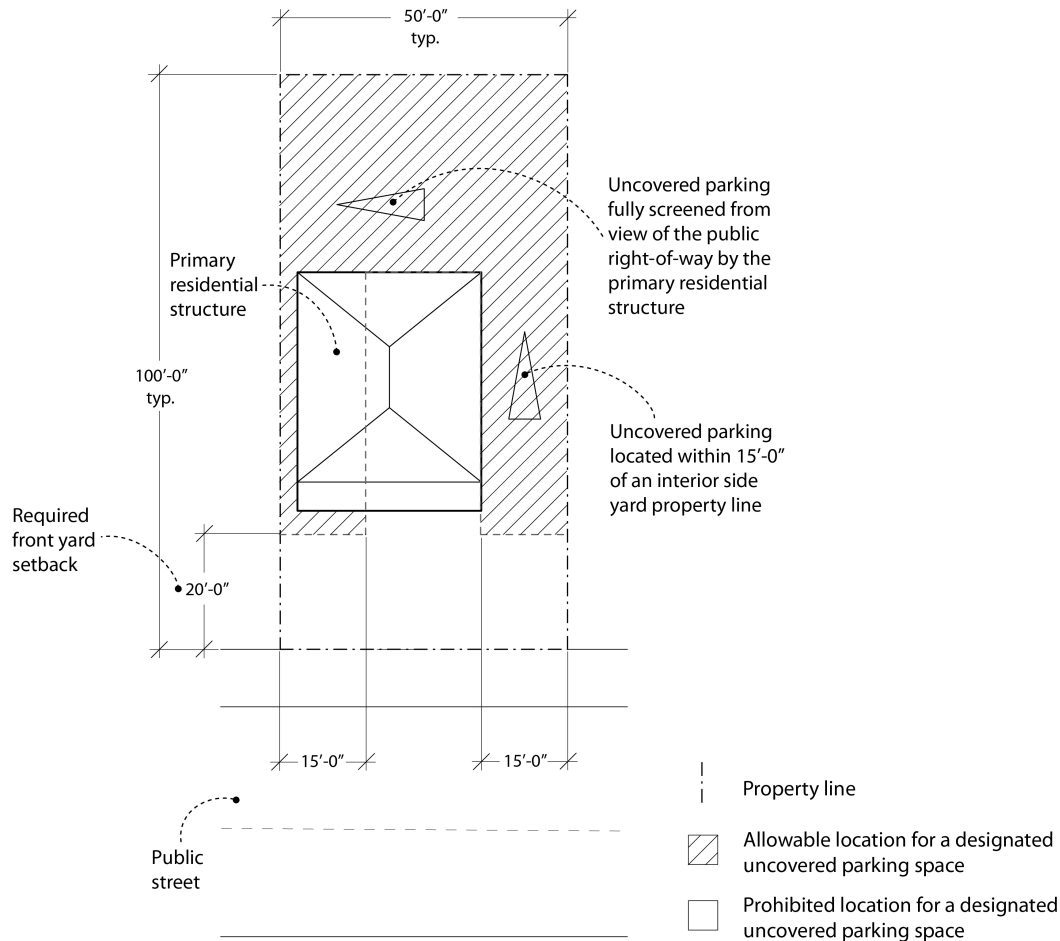 50’-0”
typ.
Uncovered parking
fully screened from
view of the public
right-of-way by the
primary residential
structure
Primary
residential
structure
100’-0”
typ.
Uncovered parking
located within 15’-0”
of an interior side
yard property line
Required
front yard
setback
20’-0”
15’-0”
15’-0”
Property line
Public
street
Allowable location for a designated
uncovered parking space
Prohibited location for a designated
uncovered parking space